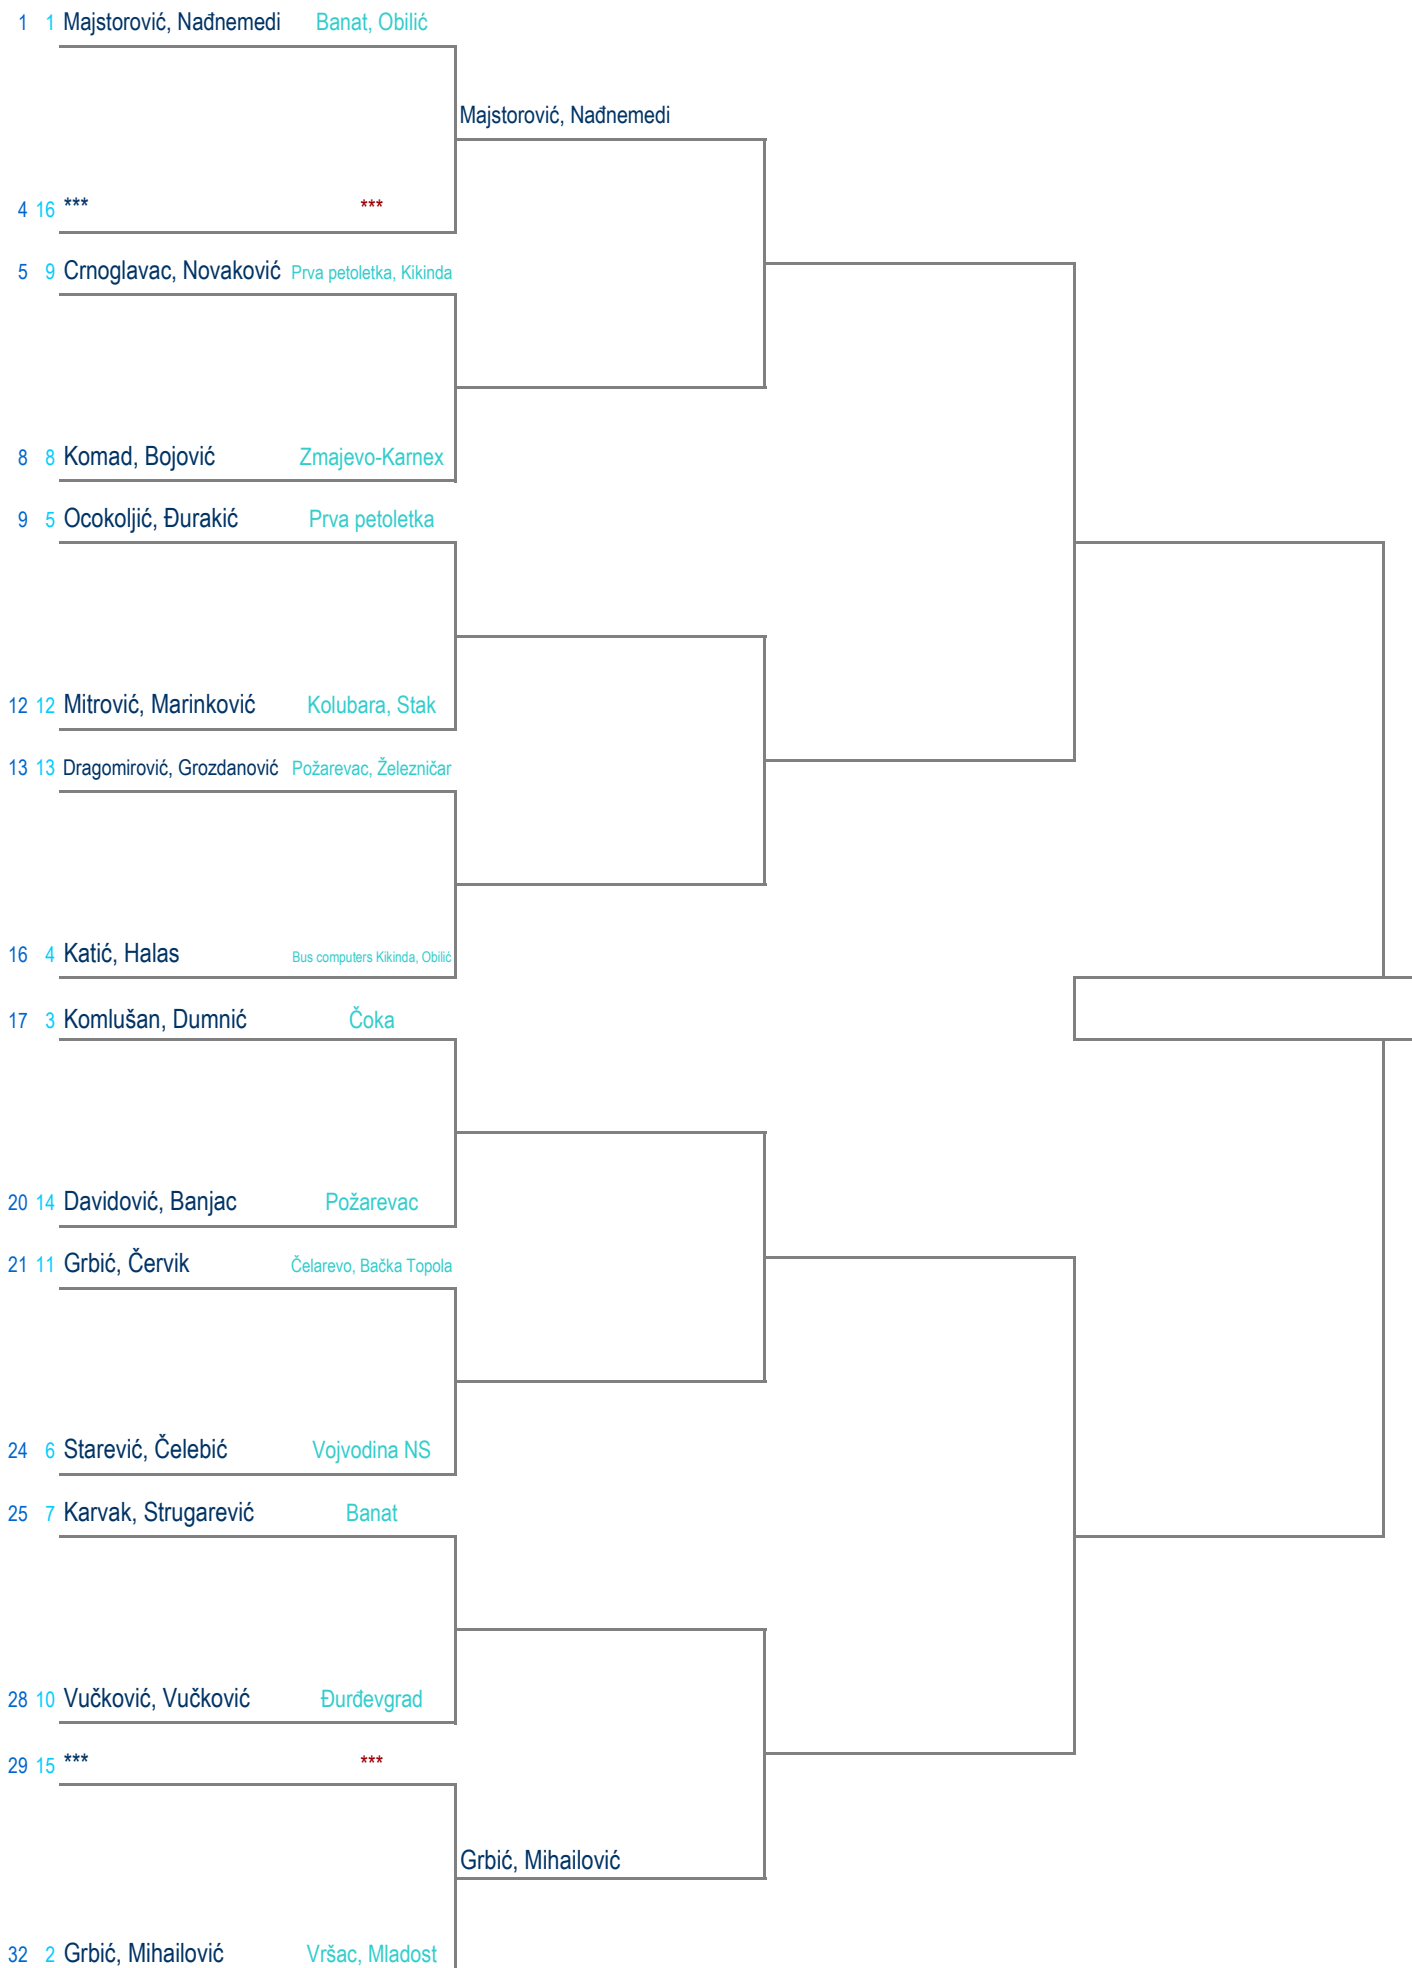 1 1 Majstorović, Nađnemedi Banat, Obilić
Majstorović, Nađnemedi
4 16 *** ***
5 9 Crnoglavac, Novaković Prva petoletka, Kikinda
8 8 Komad, Bojović Zmajevo-Karnex
9 5 Ocokoljić, Đurakić Prva petoletka
12 12 Mitrović, Marinković Kolubara, Stak
13 13 Dragomirović, Grozdanović Požarevac, Železničar
16 4 Katić, Halas Bus computers Kikinda, Obilić
17 3 Komlušan, Dumnić Čoka
20 14 Davidović, Banjac Požarevac
21 11 Grbić, Červik Čelarevo, Bačka Topola
24 6 Starević, Čelebić Vojvodina NS
25 7 Karvak, Strugarević Banat
28 10 Vučković, Vučković Đurđevgrad
29 15 *** ***
Grbić, Mihailović
32 2 Grbić, Mihailović Vršac, Mladost